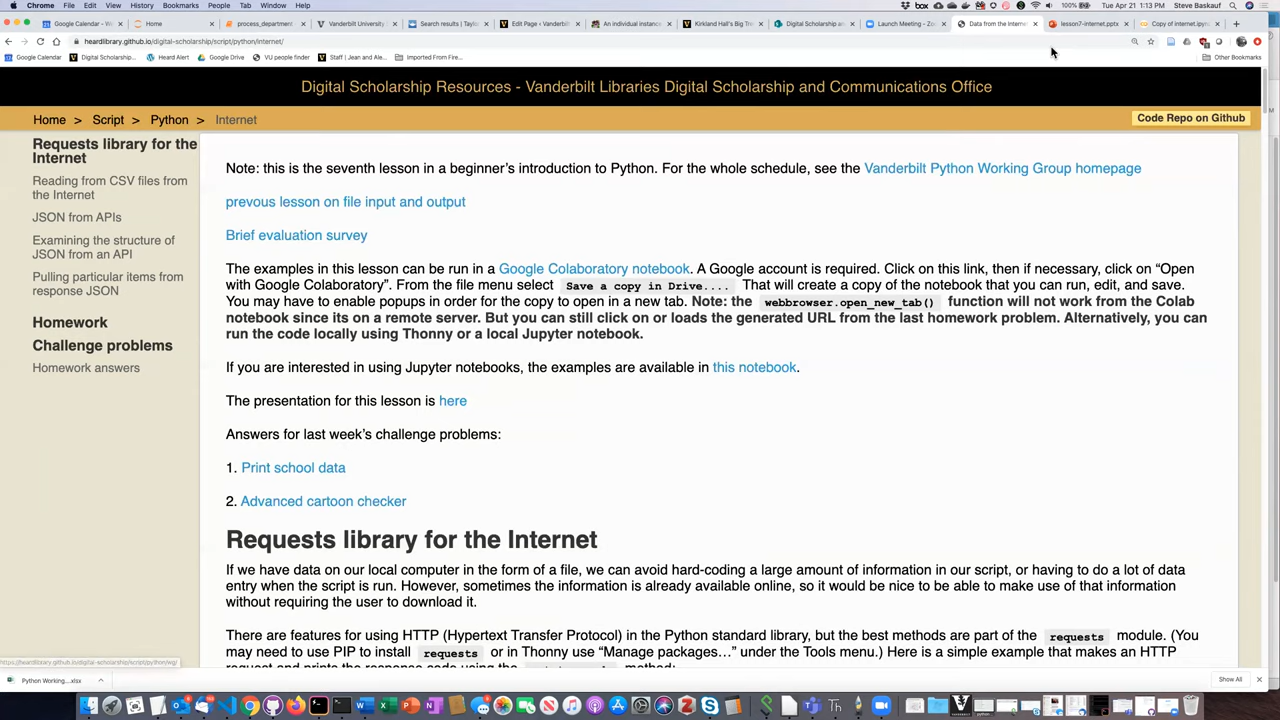 Chrome File Edit View History Bookmarks People Tab Window Help
100% Tue Apr 21 1:13 PM Steve Baskauf
Google Calendar - W
Home
process_department
Vanderbilt University
Search results | Taylo
Edit Page < Vanderbilt
An individual instance
Kirkland Hall's Big Tre
Digital Scholarship an
Launch Meeting - Zo
Data from the Internet
lesson7-internet.pptx
Copy of internet.ipynb
heardlibrary.github.io/digital-scholarship/script/python/internet/
Google Calendar Digital Scholarship... Heard Alert Google Drive VU people finder Staff | Jean and Ale... Imported From Fire... Other Bookmarks
Digital Scholarship Resources - Vanderbilt Libraries Digital Scholarship and Communications Office
Home > Script > Python > Internet
Code Repo on Github
Requests library for the
Internet
Reading from CSV files from
the Internet
JSON from APIs
Examining the structure of
JSON from an API
Pulling particular items from
response JSON
Homework
Challenge problems
Homework answers
Note: this is the seventh lesson in a beginner's introduction to Python. For the whole schedule, see the Vanderbilt Python Working Group homepage
prevous lesson on file input and output
Brief evaluation survey
The examples in this lesson can be run in a Google Colaboratory notebook. A Google account is required. Click on this link, then if necessary, click on "Open
with Google Colaboratory". From the file menu select Save a copy in Drive.... That will create a copy of the notebook that you can run, edit, and save.
You may have to enable popups in order for the copy to open in a new tab. Note: the webbrowser.open_new_tab() function will not work from the Colab
notebook since its on a remote server. But you can still click on or loads the generated URL from the last homework problem. Alternatively, you can
run the code locally using Thonny or a local Jupyter notebook.
If you are interested in using Jupyter notebooks, the examples are available in this notebook.
The presentation for this lesson is here
Answers for last week's challenge problems:
1. Print school data
2. Advanced cartoon checker
Requests library for the Internet
If we have data on our local computer in the form of a file, we can avoid hard-coding a large amount of information in our script, or having to do a lot of data
entry when the script is run. However, sometimes the information is already available online, so it would be nice to be able to make use of that information
without requiring the user to download it.
There are features for using HTTP (Hypertext Transfer Protocol) in the Python standard library, but the best methods are part of the requests module. (You
may need to use PIP to install requests or in Thonny use "Manage packages..." under the Tools menu.) Here is a simple example that makes an HTTP
request and prints the response code using the
method:
https://heardlibrary.github.io/digital-scholarship/script/python/wg/
Python Working....xlsx
Show All